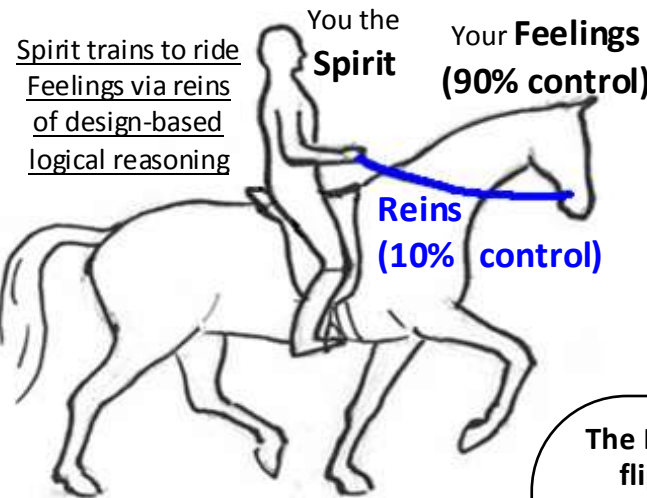 Spirit trains to ride
Feelings via reins
of design-based
logical reasoning
You the
Spirit
Your Feelings
(90% control)
Reins
(10% control)
The